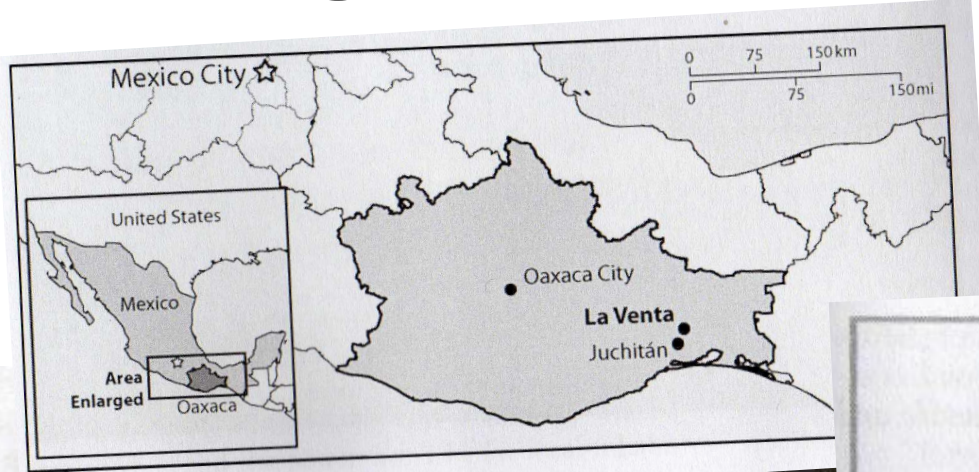 Mexico City
0 75 150 km
0 75 150 mi
United States
Mexico
Area
Enlarged
Oaxaca
Oaxaca City
La Venta
Juchitán